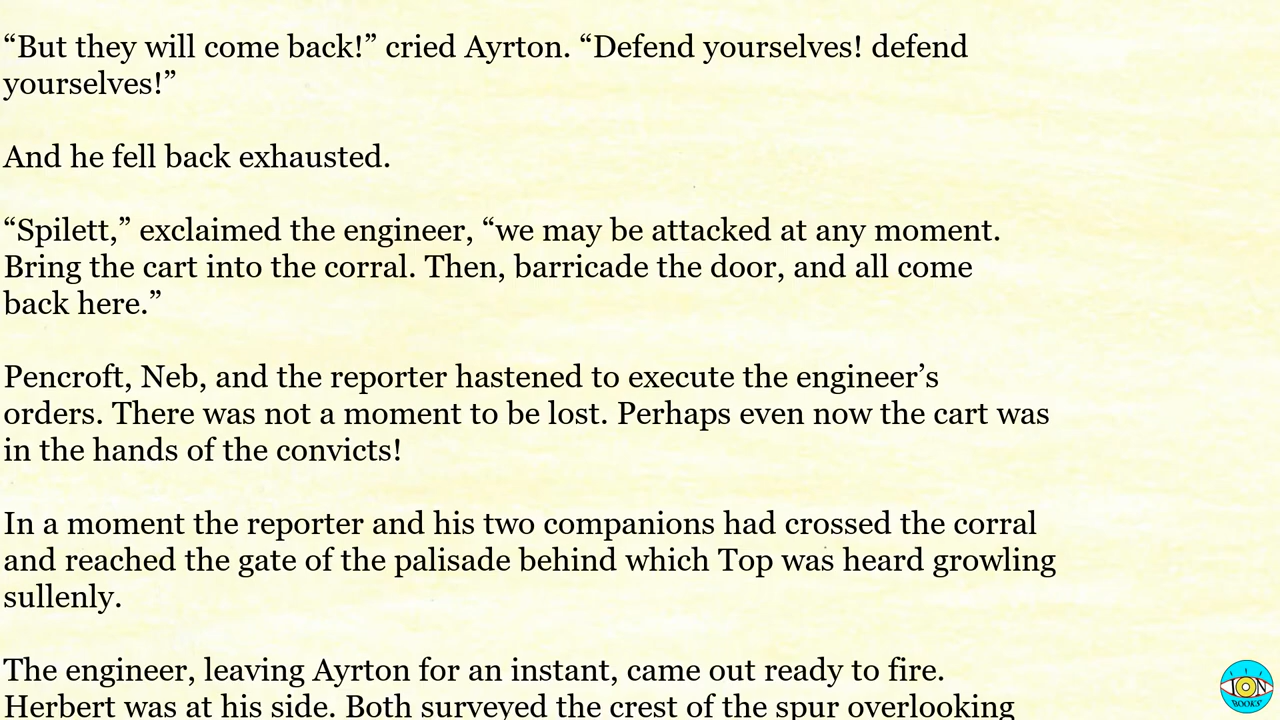 “But they will come back!” cried Ayrton. “Defend yourselves! defend
yourselves!”
And he fell back exhausted.
“Spilett,” exclaimed the engineer, “we may be attacked at any moment.
Bring the cart into the corral. Then, barricade the door, and all come
back here.”
Pencroft, Neb, and the reporter hastened to execute the engineer’s
orders. There was not a moment to be lost. Perhaps even now the cart was
in the hands of the convicts!
In a moment the reporter and his two companions had crossed the corral
and reached the gate of the palisade behind which Top was heard growling
sullenly.
The engineer, leaving Ayrton for an instant, came out ready to fire.
Herbert was at his side. Both surveyed the crest of the spur overlooking
ION
BOOKS